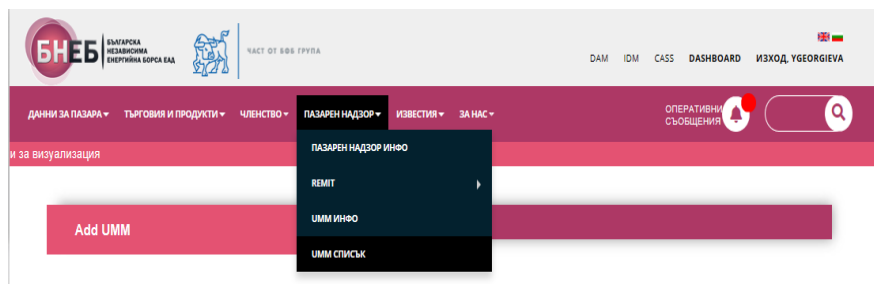 БНЕБ
БЪЛГАРСКА
НЕЗАВИСИМА
ЕНЕРГИЙНА БОРСА ЕАД
ЧАСТ ОТ БФБ ГРУПА
DAM IDM CASS DASHBOARD ИЗХОД, YGEORGIEVA
ДАННИ ЗА ПАЗАРА ТЪРГОВИЯ И ПРОДУКТИ ЧЛЕНСТВО ПАЗАРЕН НАДЗОР ИЗВЕСТИЯ ЗА НАС
ОПЕРАТИВНИ
СЪОБЩЕНИЯ
и за визуализация
ПАЗАРЕН НАДЗОР ИНФО
REMIT
UMM ИНФО
UMM СПИСЪК
Add UMM